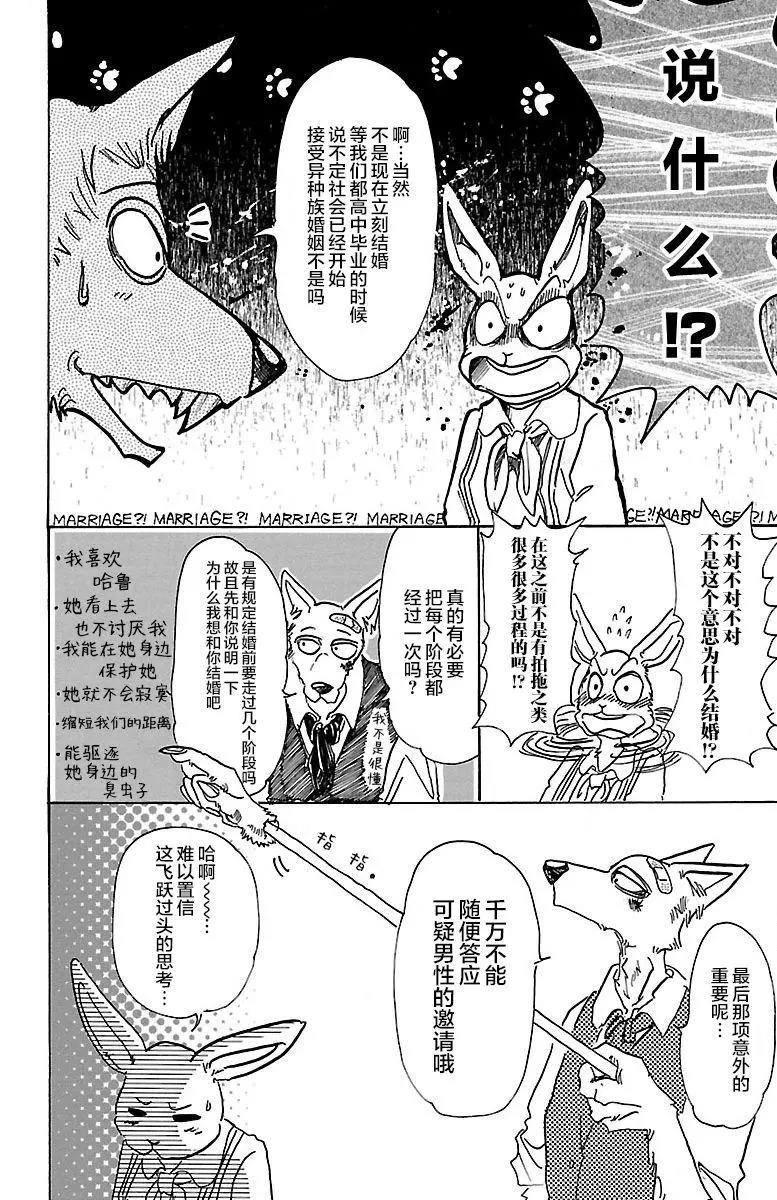 说什么!?
啊…当然
不是现在立刻结婚
等我们都高中毕业的时候
说不定社会已经开始
接受异种族婚姻不是吗
MARRIAGE?! MARRIAGE?! MARRIAGE?! MARRIAGE
GE?! MARRIAGE?! MA
不对不对不对
不是这个意思为什么结婚!?
在这之前不是有拍拖之类
很多很多过程的吗!?
真的有必要
把每个阶段都
经过一次吗?
我不是很懂
是有规定结婚前要走过几个阶段吗
故且先和你说明一下
为什么我想和你结婚吧
·我喜欢
哈鲁
·她看上去
也不讨厌我
·我能在她身边
保护她
·她就不会寂寞
·缩短我们的距离
·能驱逐
她身边的
臭虫子
指。
指。
最后那项意外的
重要呢…
千万不能
随便答应
可疑男性的邀请哦
哈啊~~~…
难以置信
这飞跃过头的思考…